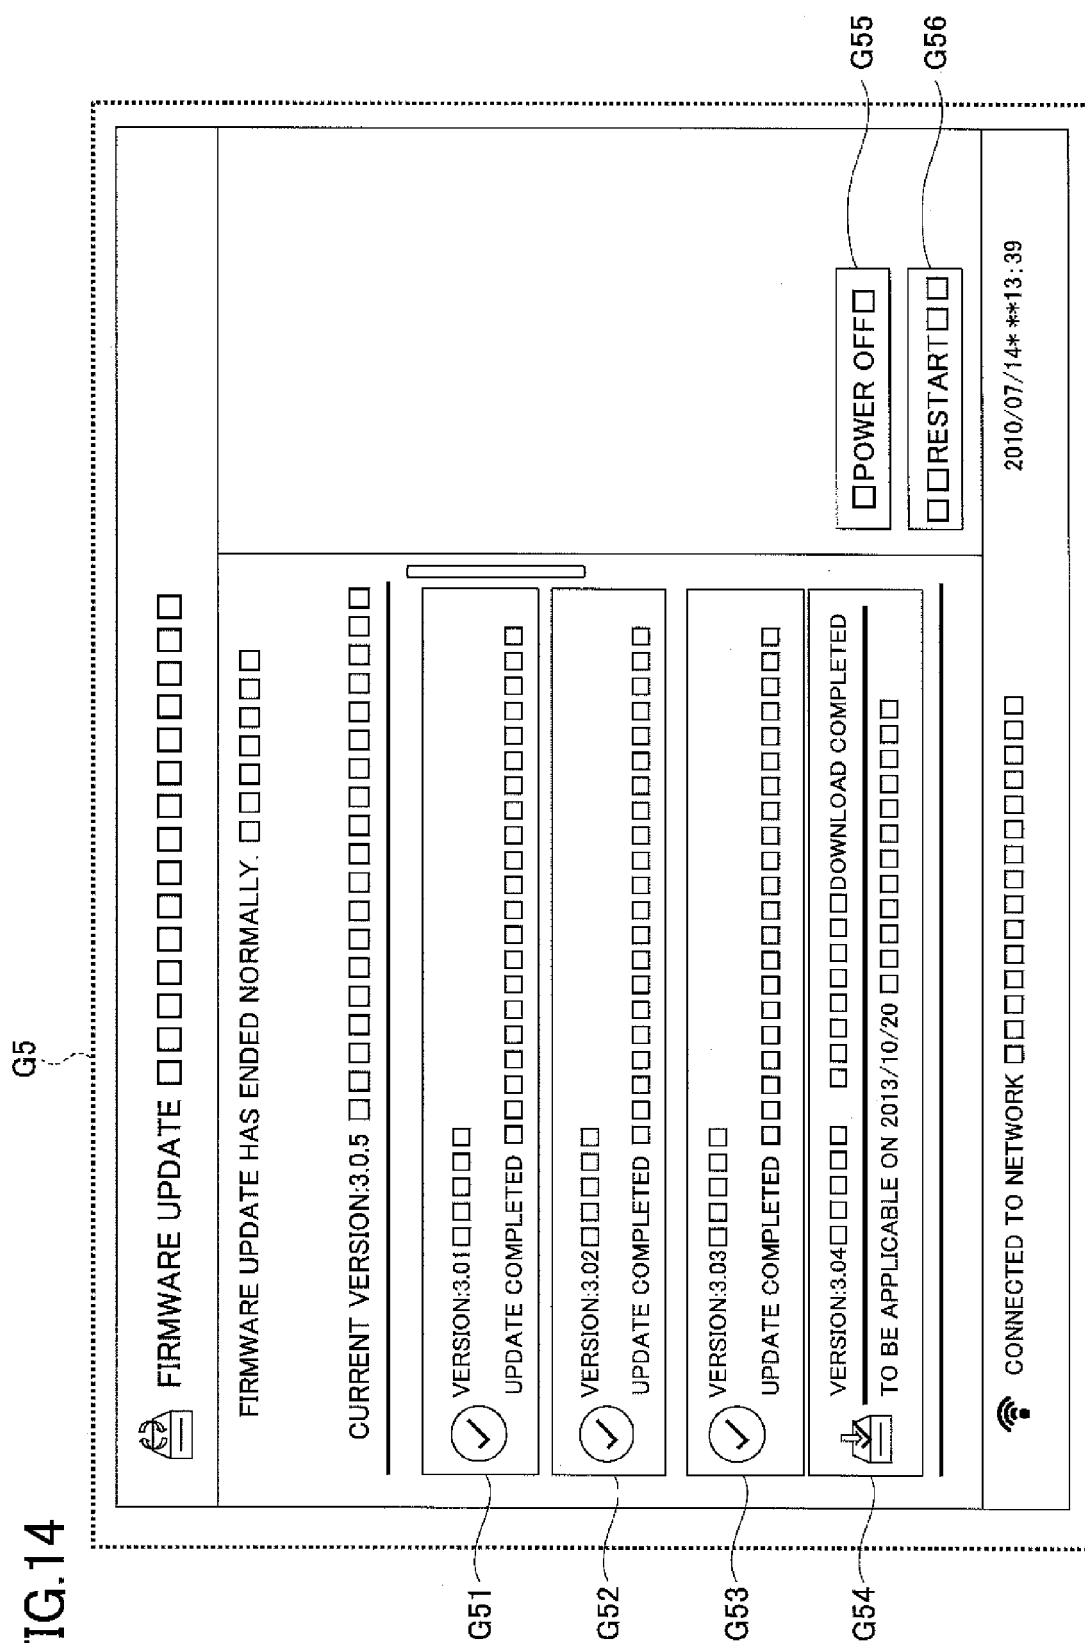 FIG.14
G5
FIRMWARE UPDATE □□□□□□□□□□□□□□□
FIRMWARE UPDATE HAS ENDED NORMALLY. □□□□□□□
CURRENT VERSION:3.0.5 □□□□□□□□□□□□□□□□□□□
G51
VERSION:3.01□□□□□
UPDATE COMPLETED □□□□□□□□□□□□□□□□□□□□□
G52
VERSION:3.02□□□□□
UPDATE COMPLETED □□□□□□□□□□□□□□□□□□□□□
G53
VERSION:3.03□□□□□
UPDATE COMPLETED □□□□□□□□□□□□□□□□□□□□□
G54
VERSION:3.04□□□□□ □□□□□□□□DOWNLOAD COMPLETED
TO BE APPLICABLE ON 2013/10/20 □□□□□□□□□□□□
□POWER OFF□
G55
□□RESTART□□
G56
CONNECTED TO NETWORK □□□□□□□□□□□□□□□
2010/07/14* **13:39